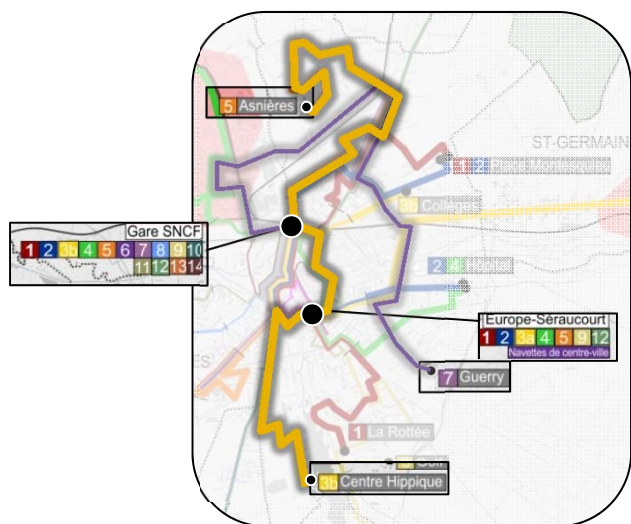 5 Asnières
ST-GERMAIN
3b Collèges
Gare SNCF
1 2 3b 4 5 6 7 8 9 10
11 12 13 14
2 4
Europe-Séraucourt
1 2 3a 4 5 9 12
Navettes de centre-ville
7 Guerry
1 La Rottée
Golf
3b Centre Hippique